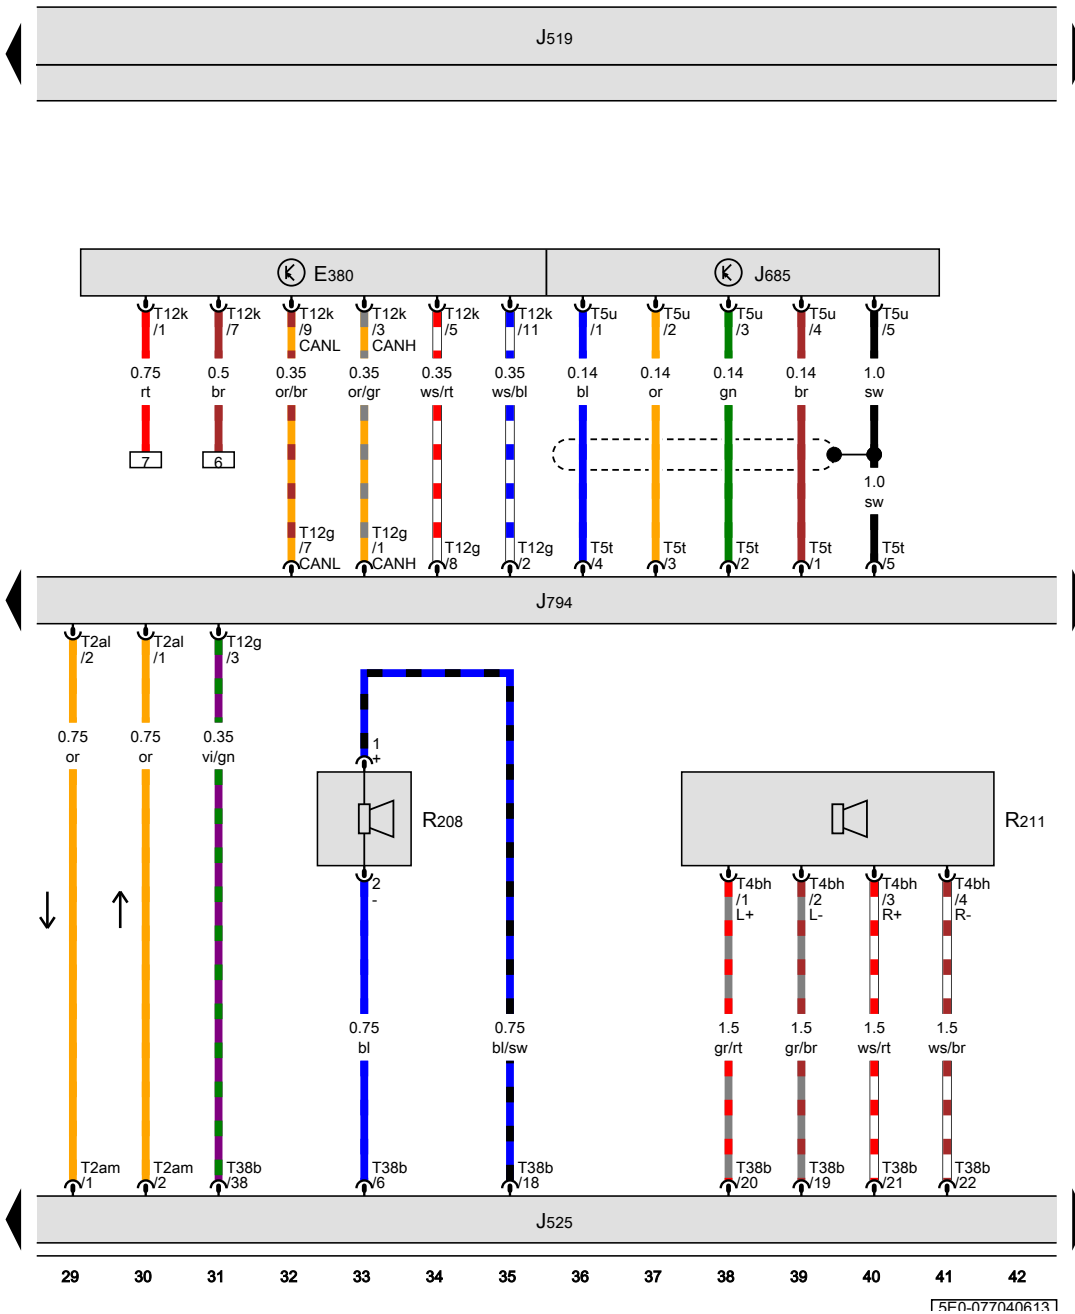 J519
E380
J685
T12k T12k T12k T12k T12k T12k T5u T5u T5u T5u T5u
/1 /7 /9 /3 /5 /11 /1 /2 /3 /4 /5
CANL CANH
0.75 0.5 0.35 0.35 0.35 0.35 0.14 0.14 0.14 0.14 1.0
rt br or/br or/gr ws/rt ws/bl bl or gn br sw
7 6
1.0
sw
T12g T12g T12g T12g T5t T5t T5t T5t T5t
/7 /1 /8 /2 /4 /3 /2 /1 /5
CANL CANH
J794
T2al T2al T12g
/2 /1 /3
0.75 0.75 0.35
or or vi/gn
1
+
R208
R211
2
-
T4bh T4bh T4bh T4bh
/1 /2 /3 /4
L+ L- R+ R-
0.75 0.75 1.5 1.5 1.5 1.5
bl bl/sw gr/rt gr/br ws/rt ws/br
T2am T2am T38b T38b T38b T38b T38b T38b T38b
/1 /2 /38 /6 /18 /20 /19 /21 /22
J525
29 30 31 32 33 34 35 36 37 38 39 40 41 42
5E0-077040613